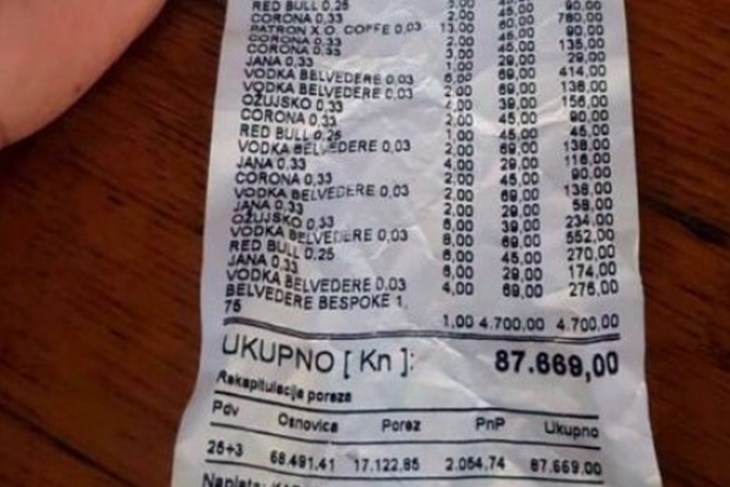 RED BULL 0,25 45,00 90,00
CORONA 0,33 2,00 45,00
PATRON X.O. COFFE 0,03 13,00 60,00 780,00
CORONA 0,33 2,00 45,00
CORONA 0,33 3,00 45,00 135,00
JANA 0,33 1,00 29,00 29,00
VODKA BELVEDERE 0,03 6,00 69,00 414,00
VODKA BELVEDERE 0,03 2,00 69,00 138,00
OŽUJSKO 0,33 4,00 39,00 156,00
CORONA 0,33 2,00 45,00 90,00
RED BULL 0,25 1,00 45,00 45,00
VODKA BELVEDERE 0,03 2,00 69,00 138,00
JANA 0,33 4,00 29,00 116,00
CORONA 0,33 2,00 45,00 90,00
VODKA BELVEDERE 0,03 2,00 69,00 138,00
JANA 0,33 2,00 29,00 58,00
OŽUJSKO 0,33 6,00 39,00 234,00
VODKA BELVEDERE 0,03 8,00 69,00 552,00
RED BULL 0,25 6,00 45,00 270,00
JANA 0,33 6,00 29,00 174,00
VODKA BELVEDERE 0,03 4,00 69,00 276,00
BELVEDERE BESPOKE 1,
75
1,00 4.700,00 4.700,00
UKUPNO [ Kn ]: 87.669,00
Rekapitulacija poreza
Pdv Osnovica Porez PnP Ukupno
25+3 68.491,41 17.122,85 2.054,74 87.669,00
Naplata: